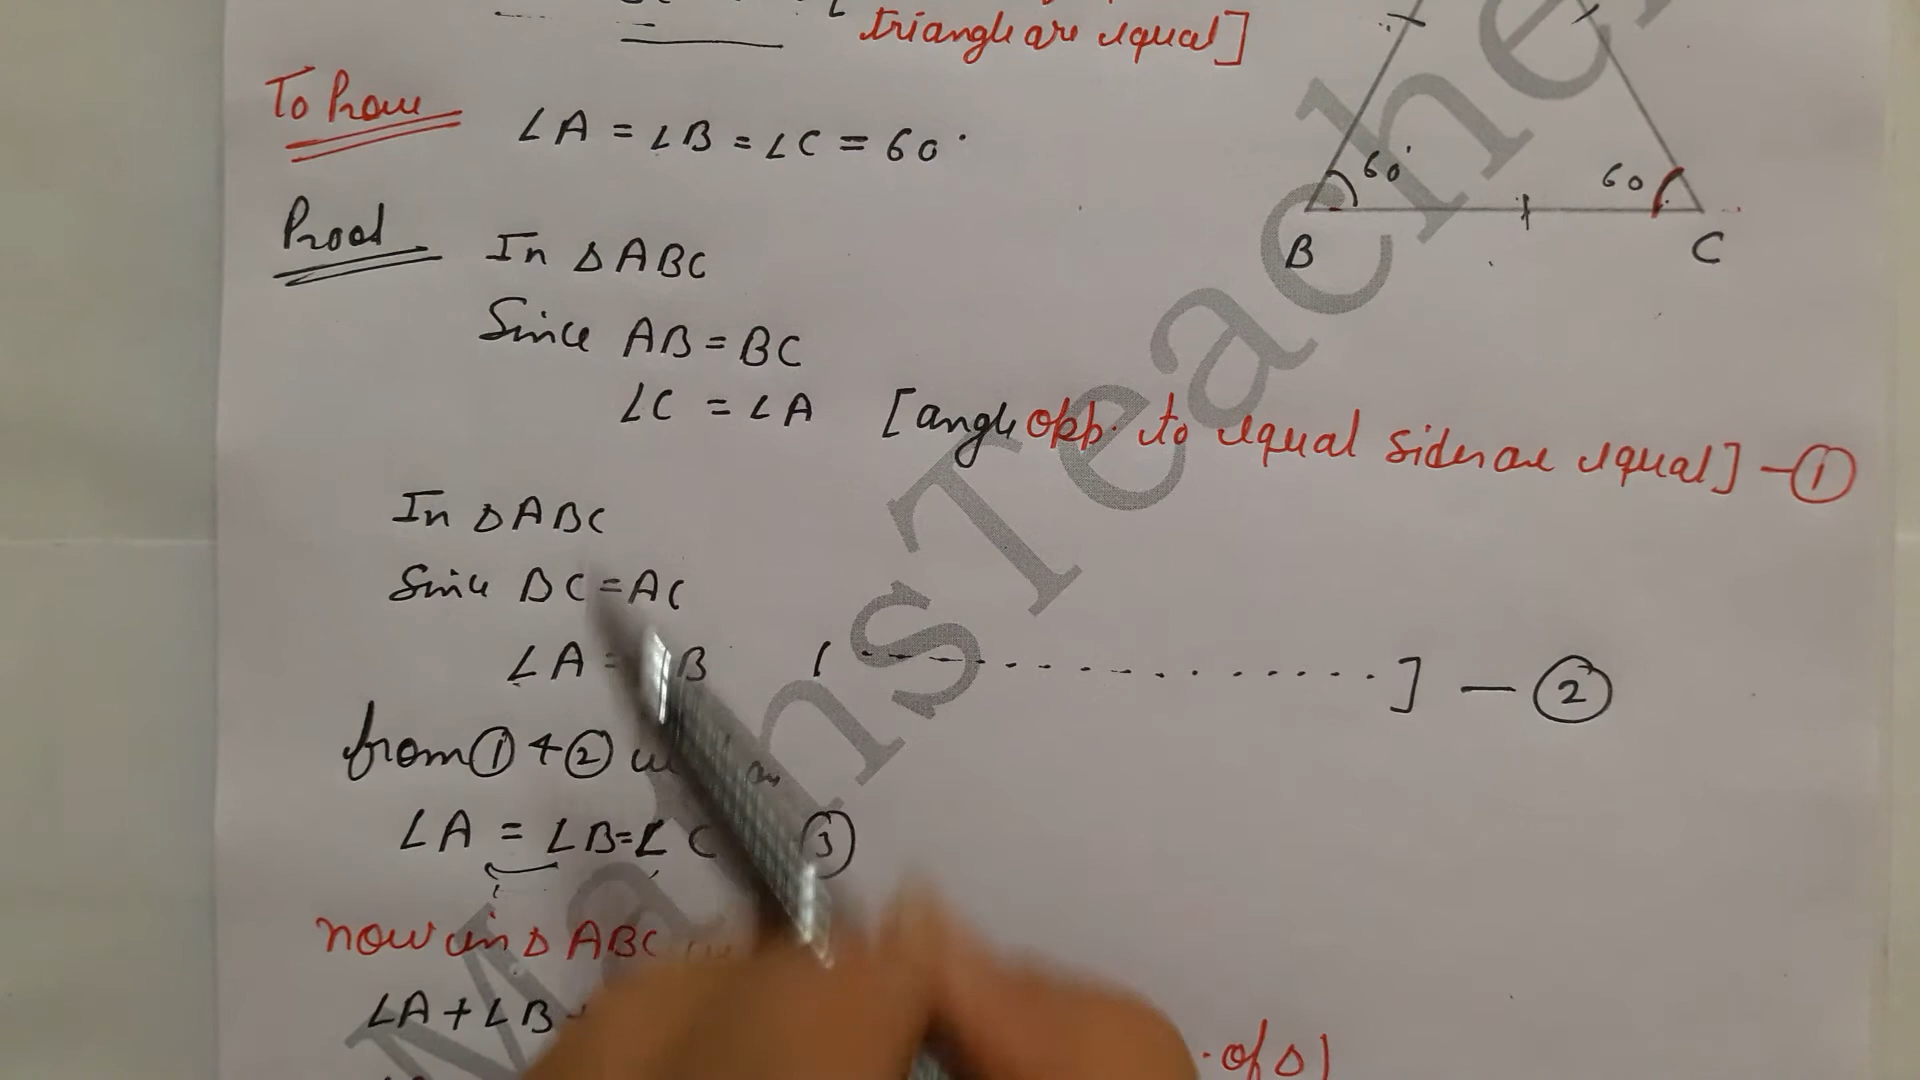 triangle are equal]
To Prove ∠A = ∠B = ∠C = 60°
60°
60
B
C
Proof In △ABC
Since AB = BC
∠C = ∠A [angle opp. to equal sides are equal] — ①
In △ABC
Since BC = AC
∠A = ∠B [ ............ ] — ②
from ① + ②
∠A = ∠B = ∠C ③
now in △ ABC
∠A + ∠B
of △]
MathsTeacher